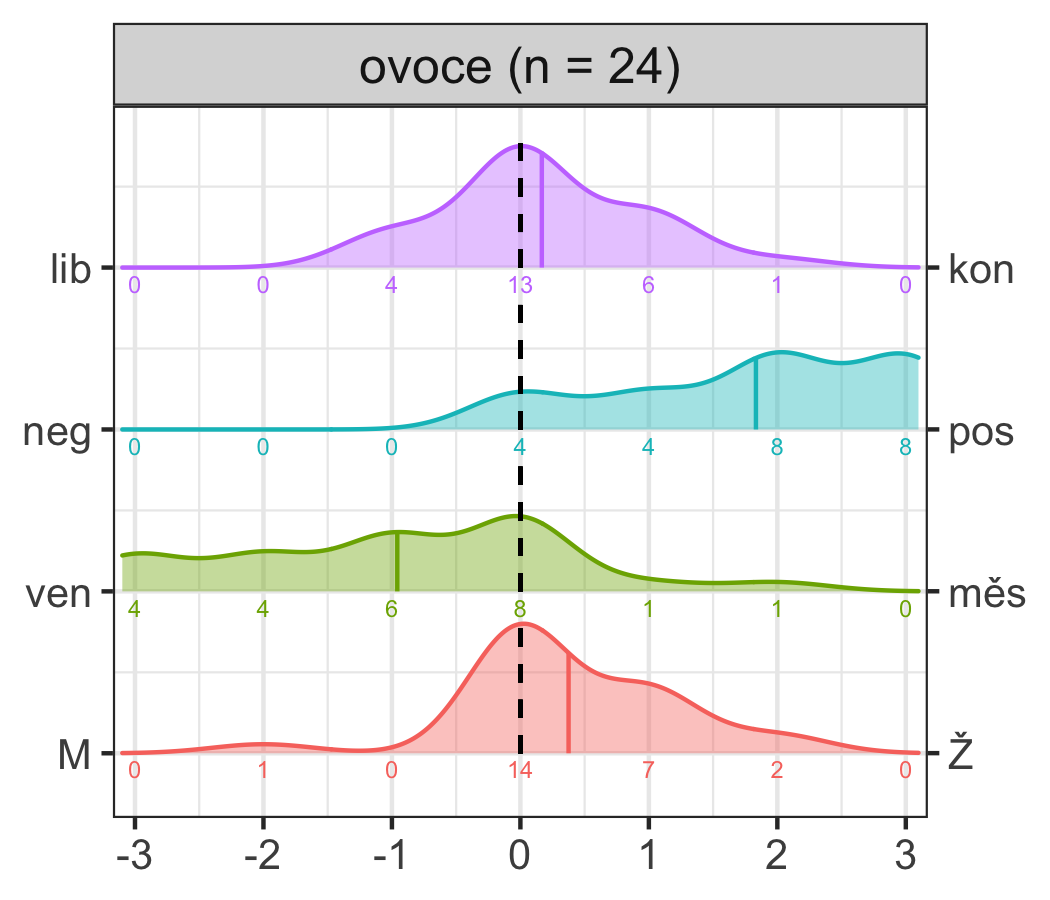 ovoce (n = 24)
lib kon
0 0 4 13 6 1 0
neg pos
0 0 0 4 4 8 8
ven měs
4 4 6 8 1 1 0
M Ž
0 1 0 14 7 2 0
-3 -2 -1 0 1 2 3